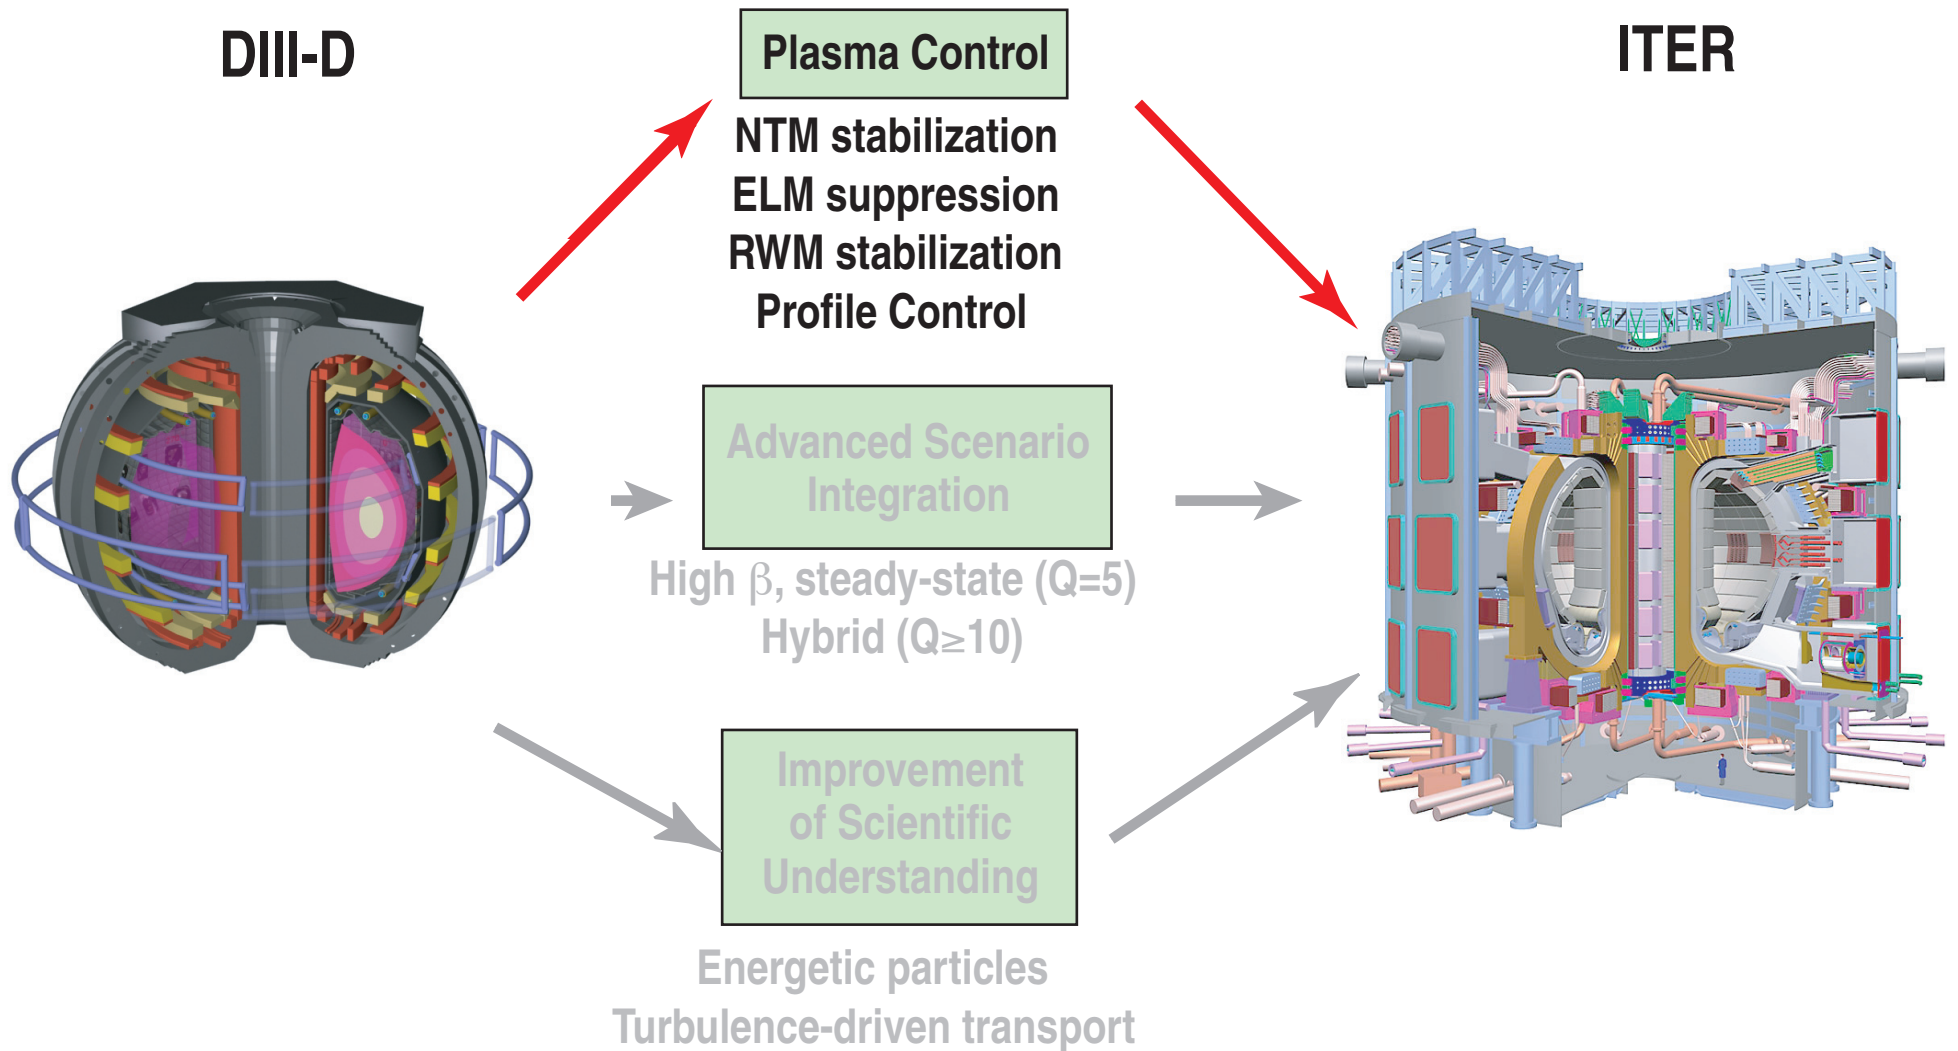 DIII-D
Plasma Control
ITER
NTM stabilization
ELM suppression
RWM stabilization
Profile Control
Advanced Scenario
Integration
High β, steady-state (Q=5)
Hybrid (Q≥10)
Improvement
of Scientific
Understanding
Energetic particles
Turbulence-driven transport